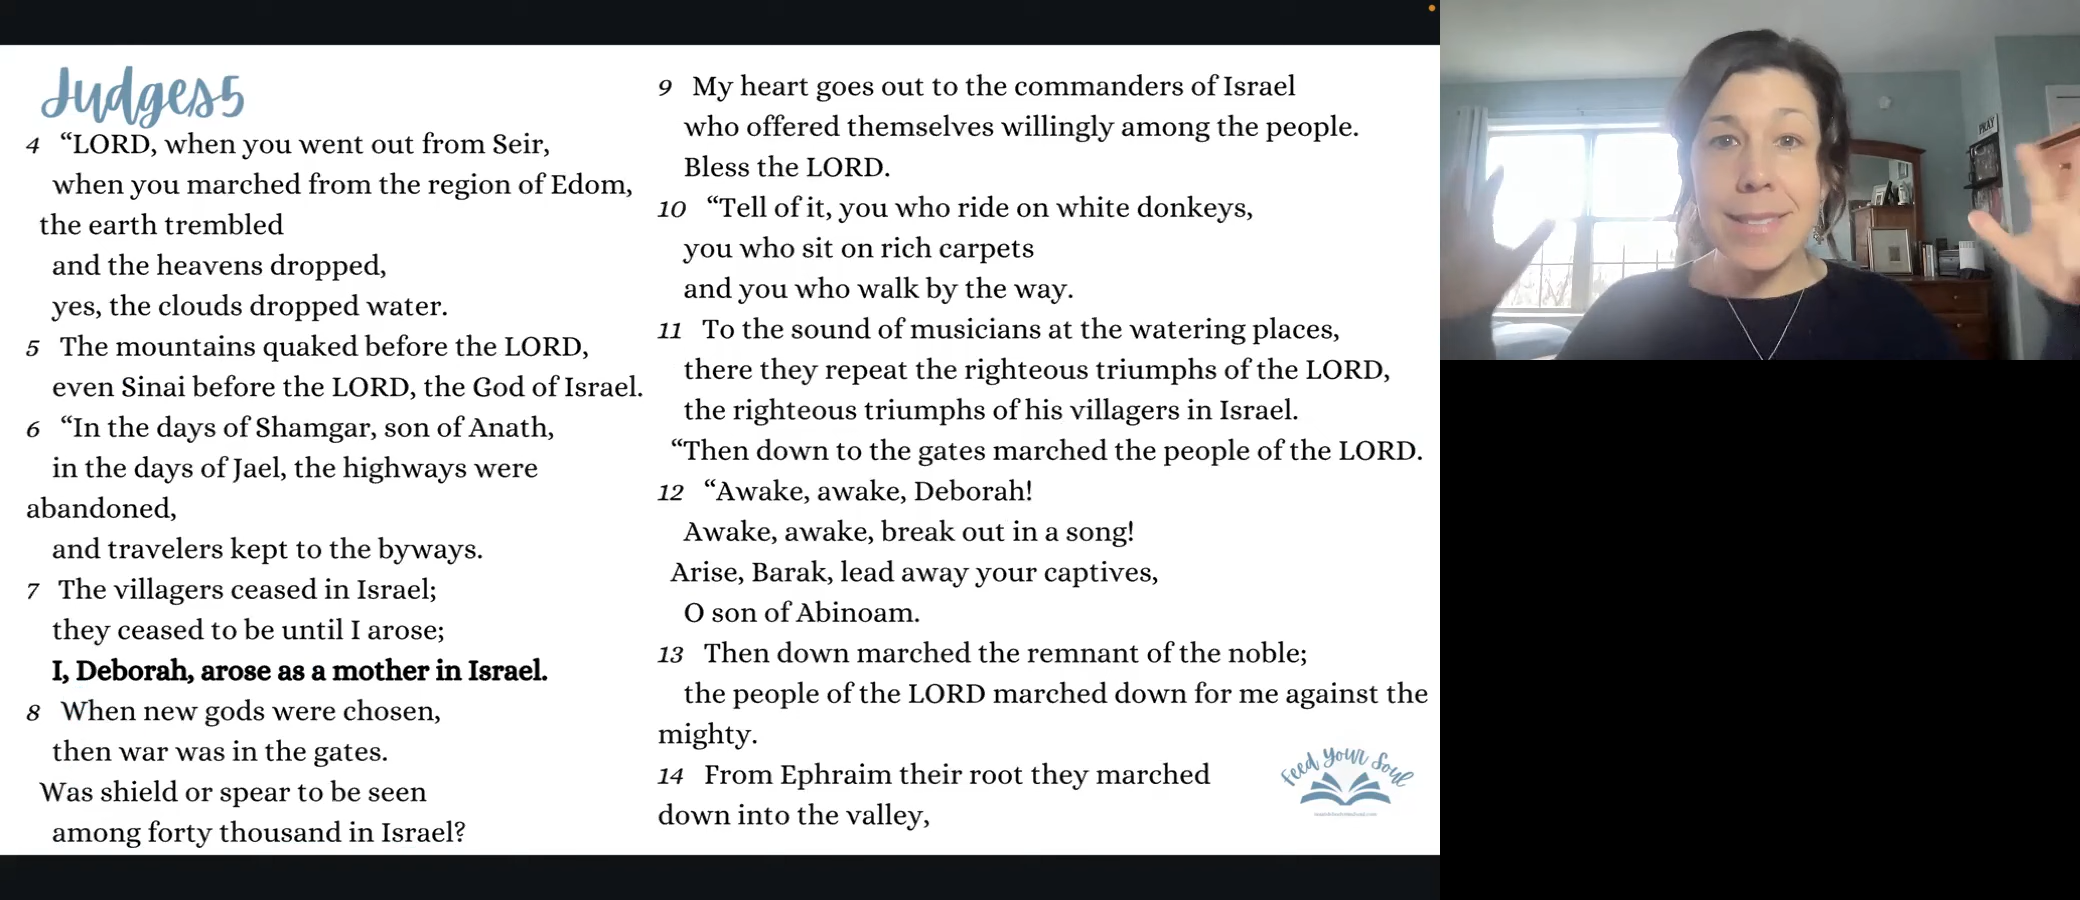 Judges 5
4 “LORD, when you went out from Seir,
when you marched from the region of Edom,
the earth trembled
and the heavens dropped,
yes, the clouds dropped water.
5 The mountains quaked before the LORD,
even Sinai before the LORD, the God of Israel.
6 “In the days of Shamgar, son of Anath,
in the days of Jael, the highways were
abandoned,
and travelers kept to the byways.
7 The villagers ceased in Israel;
they ceased to be until I arose;
I, Deborah, arose as a mother in Israel.
8 When new gods were chosen,
then war was in the gates.
Was shield or spear to be seen
among forty thousand in Israel?
9 My heart goes out to the commanders of Israel
who offered themselves willingly among the people.
Bless the LORD.
10 “Tell of it, you who ride on white donkeys,
you who sit on rich carpets
and you who walk by the way.
11 To the sound of musicians at the watering places,
there they repeat the righteous triumphs of the LORD,
the righteous triumphs of his villagers in Israel.
“Then down to the gates marched the people of the LORD.
12 “Awake, awake, Deborah!
Awake, awake, break out in a song!
Arise, Barak, lead away your captives,
O son of Abinoam.
13 Then down marched the remnant of the noble;
the people of the LORD marched down for me against the
mighty.
14 From Ephraim their root they marched
down into the valley,
Feed Your Soul
PRAY